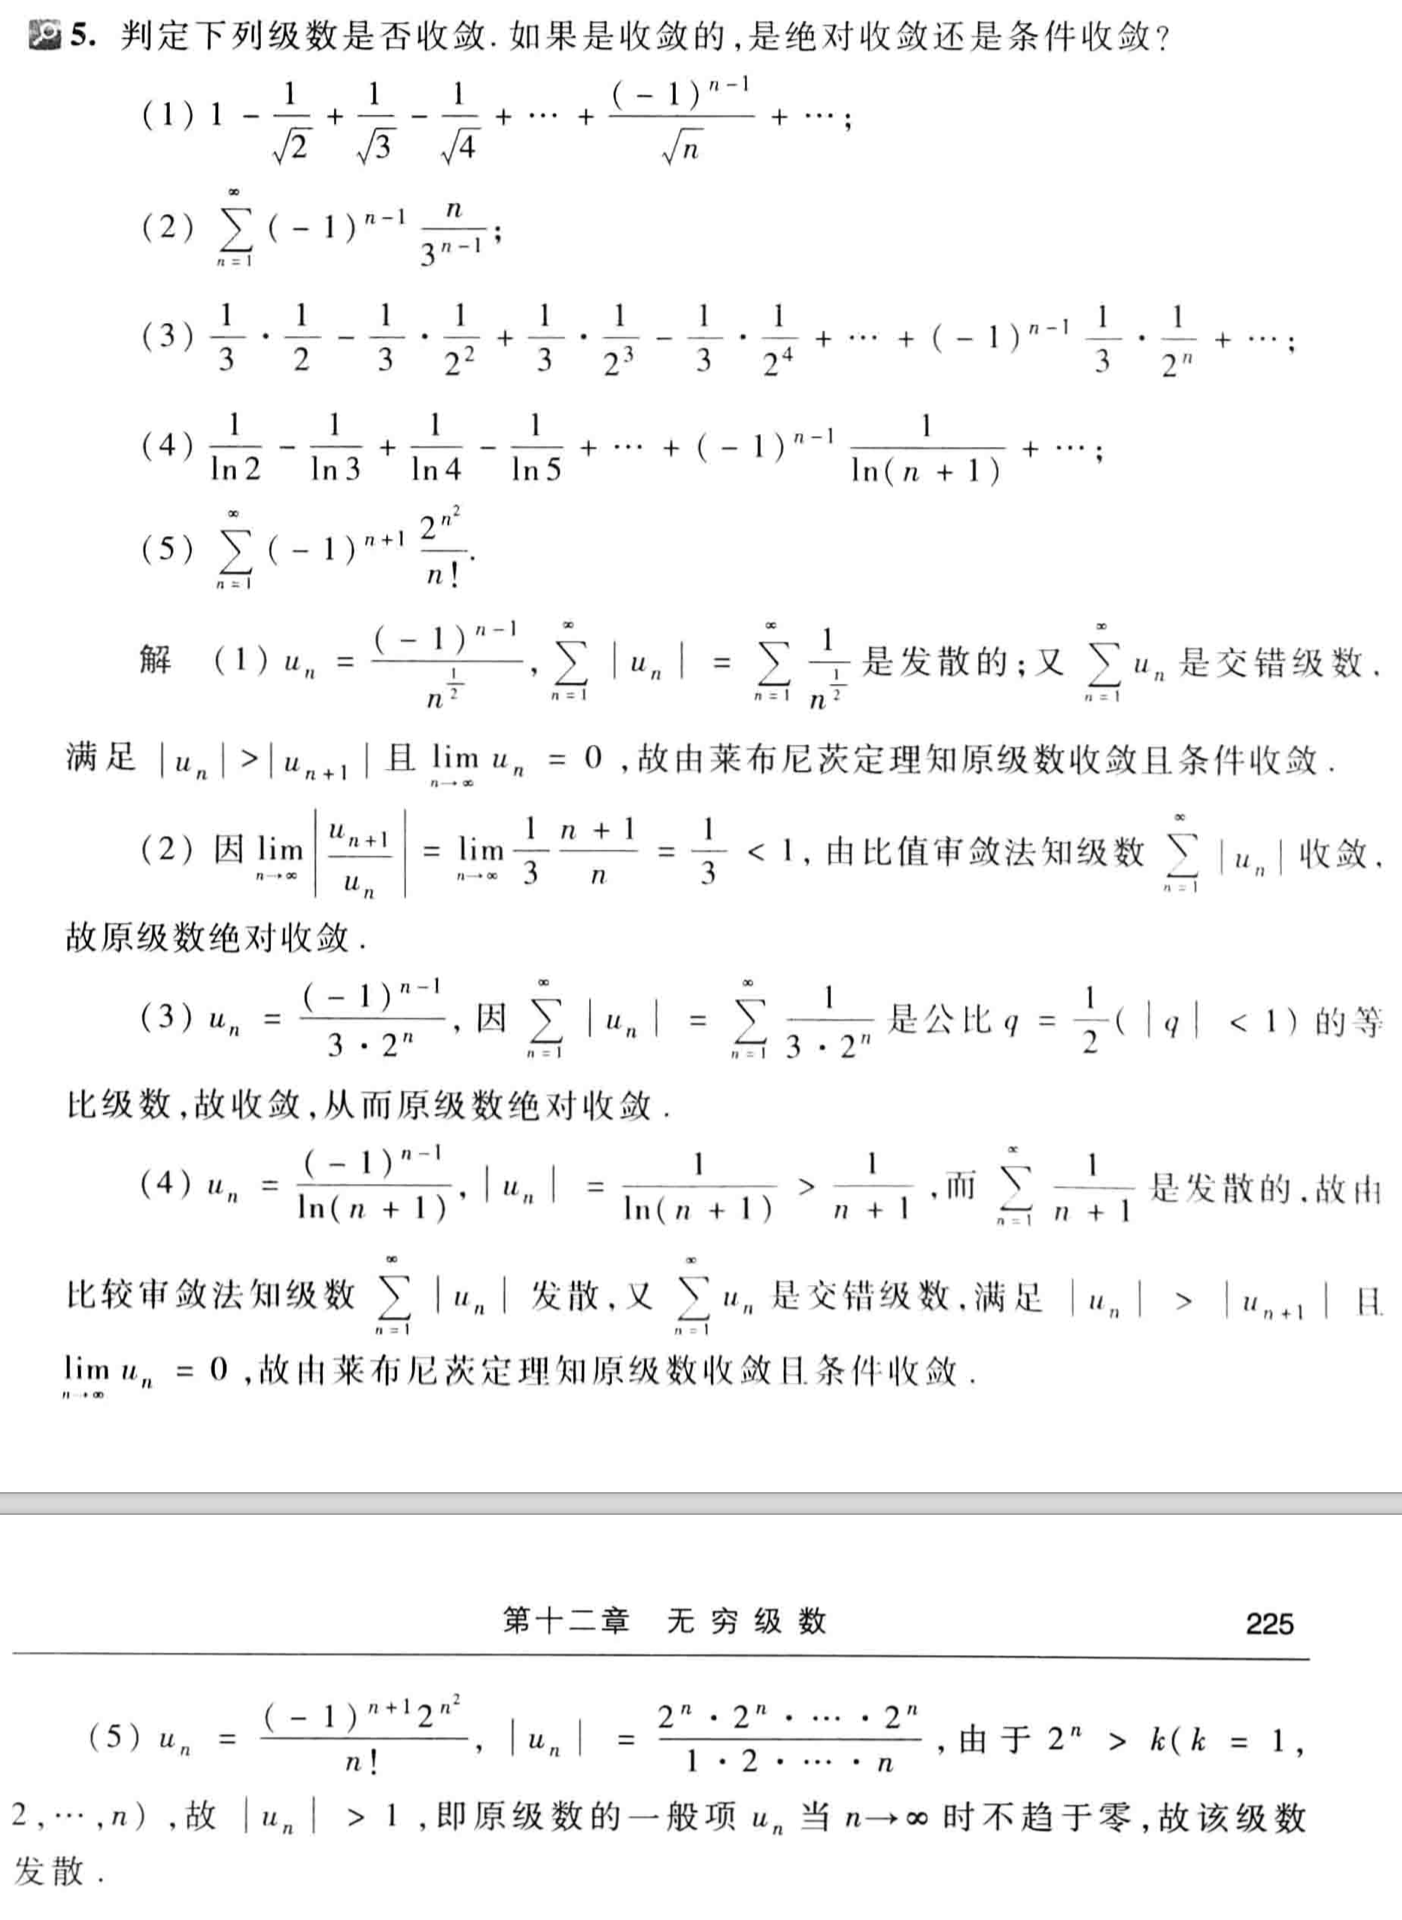 5. 判定下列级数是否收敛. 如果是收敛的,是绝对收敛还是条件收敛?
(1) $1 - \frac{1}{\sqrt{2}} + \frac{1}{\sqrt{3}} - \frac{1}{\sqrt{4}} + \cdots + \frac{(-1)^{n-1}}{\sqrt{n}} + \cdots$;
(2) $\sum_{n=1}^{\infty} (-1)^{n-1} \frac{n}{3^{n-1}}$;
(3) $\frac{1}{3} \cdot \frac{1}{2} - \frac{1}{3} \cdot \frac{1}{2^2} + \frac{1}{3} \cdot \frac{1}{2^3} - \frac{1}{3} \cdot \frac{1}{2^4} + \cdots + (-1)^{n-1} \frac{1}{3} \cdot \frac{1}{2^n} + \cdots$;
(4) $\frac{1}{\ln 2} - \frac{1}{\ln 3} + \frac{1}{\ln 4} - \frac{1}{\ln 5} + \cdots + (-1)^{n-1} \frac{1}{\ln(n+1)} + \cdots$;
(5) $\sum_{n=1}^{\infty} (-1)^{n+1} \frac{2^{n^2}}{n!}$.
解 (1) $u_n = \frac{(-1)^{n-1}}{n^{\frac{1}{2}}}$, $\sum_{n=1}^{\infty} |u_n| = \sum_{n=1}^{\infty} \frac{1}{n^{\frac{1}{2}}}$ 是发散的;又 $\sum_{n=1}^{\infty} u_n$ 是交错级数.
满足 $|u_n| > |u_{n+1}|$ 且 $\lim_{n \to \infty} u_n = 0$ ,故由莱布尼茨定理知原级数收敛且条件收敛.
(2) 因 $\lim_{n \to \infty} \left| \frac{u_{n+1}}{u_n} \right| = \lim_{n \to \infty} \frac{1}{3} \frac{n+1}{n} = \frac{1}{3} < 1$, 由比值审敛法知级数 $\sum_{n=1}^{\infty} |u_n|$ 收敛.
故原级数绝对收敛.
(3) $u_n = \frac{(-1)^{n-1}}{3 \cdot 2^n}$, 因 $\sum_{n=1}^{\infty} |u_n| = \sum_{n=1}^{\infty} \frac{1}{3 \cdot 2^n}$ 是公比 $q = \frac{1}{2}$($|q| < 1$) 的等
比级数,故收敛,从而原级数绝对收敛.
(4) $u_n = \frac{(-1)^{n-1}}{\ln(n+1)}$, $|u_n| = \frac{1}{\ln(n+1)} > \frac{1}{n+1}$ ,而 $\sum_{n=1}^{\infty} \frac{1}{n+1}$ 是发散的,故由
比较审敛法知级数 $\sum_{n=1}^{\infty} |u_n|$ 发散,又 $\sum_{n=1}^{\infty} u_n$ 是交错级数,满足 $|u_n| > |u_{n+1}|$ 且
$\lim_{n \to \infty} u_n = 0$ ,故由莱布尼茨定理知原级数收敛且条件收敛.
第十二章 无穷级数 225
(5) $u_n = \frac{(-1)^{n+1} 2^{n^2}}{n!}$, $|u_n| = \frac{2^n \cdot 2^n \cdot \cdots \cdot 2^n}{1 \cdot 2 \cdot \cdots \cdot n}$ ,由于 $2^n > k(k = 1,$
$2, \cdots, n)$ ,故 $|u_n| > 1$ ,即原级数的一般项 $u_n$ 当 $n \to \infty$ 时不趋于零,故该级数
发散.